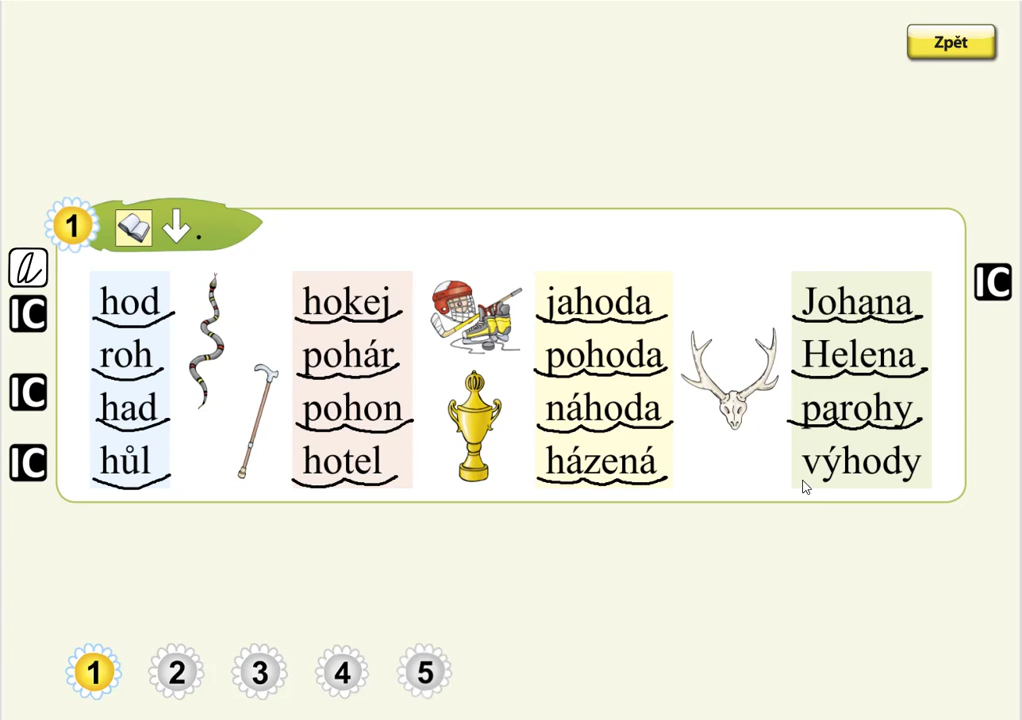 Zpět
1 .
a
IC
IC
IC
IC
hod
roh
had
hůl
hokej
pohár
pohon
hotel
jahoda
pohoda
náhoda
házená
Johana
Helena
parohy
výhody
1 2 3 4 5